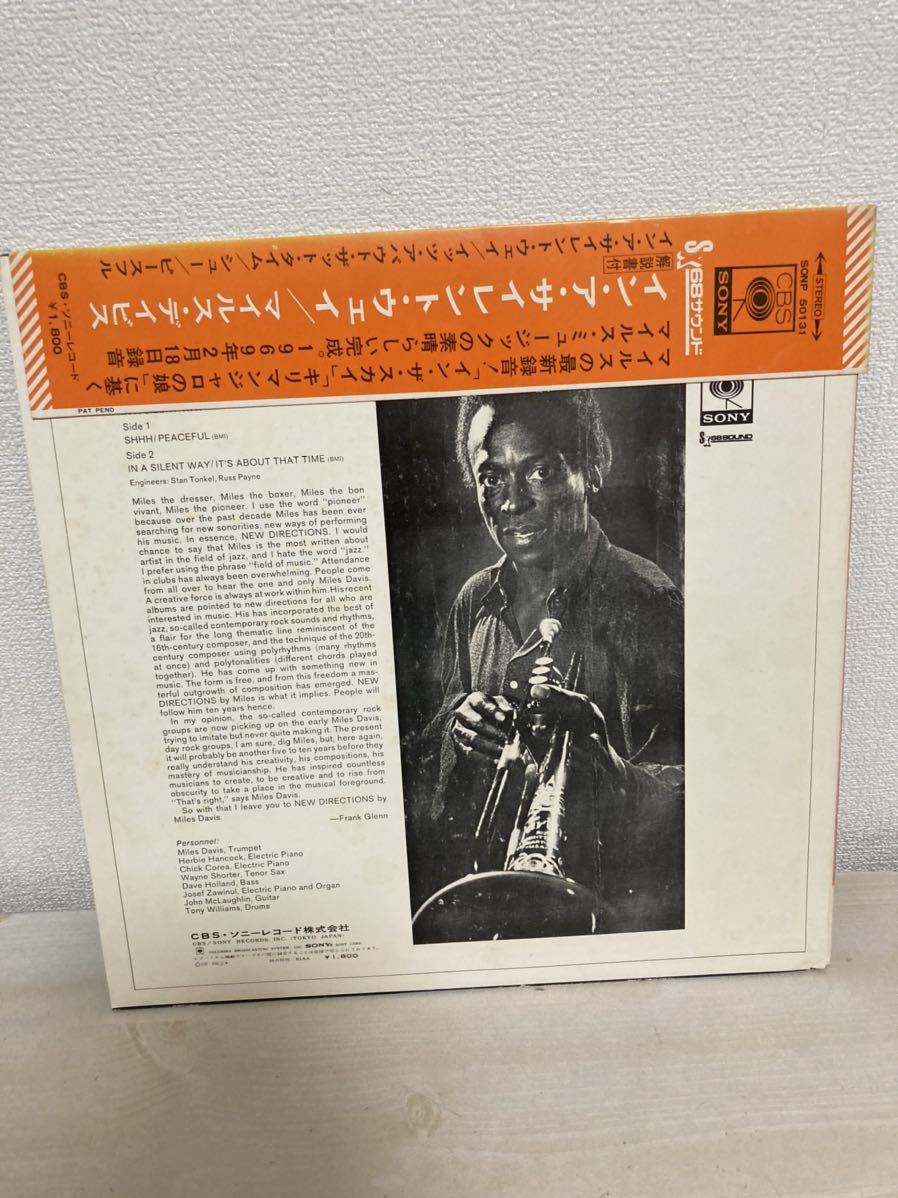 イン・ア・サイレント・ウェイ/イッツ・アバウト・ザット・タイム/シュー/ピースフル
解説書付
イン・ア・サイレント・ウェイ/マイルス・デイビス
マイルスの最新録音!「イン・ザ・スカイ」「キリマンジャロの娘」に基く
マイルス・ミュージックの素晴らしい完成。1969年2月18日録音
SX68サウンド
CBS
SONY
STEREO
SONP 50131
CBS・ソニーレコード
¥1,800
PAT PEND
SONY
SX68SOUND
Side 1
SHHH/PEACEFUL (BMI)
Side 2
IN A SILENT WAY/IT'S ABOUT THAT TIME (BMI)
Engineers: Stan Tonkel, Russ Payne
Miles the dresser, Miles the boxer, Miles the bon
vivant, Miles the pioneer. I use the word "pioneer"
because over the past decade Miles has been ever
searching for new sonorities, new ways of performing
his music. In essence, NEW DIRECTIONS. I would
chance to say that Miles is the most written about
artist in the field of jazz, and I hate the word "jazz."
I prefer using the phrase "field of music." Attendance
in clubs has always been overwhelming. People come
from all over to hear the one and only Miles Davis.
A creative force is always at work within him. His recent
albums are pointed to new directions for all who are
interested in music. His has incorporated the best of
jazz, so-called contemporary rock sounds and rhythms,
a flair for the long thematic line reminiscent of the
16th-century composer, and the technique of the 20th-
century composer using polyrhythms (many rhythms
at once) and polytonalities (different chords played
together). He has come up with something new in
music. The form is free, and from this freedom a mas-
terful outgrowth of composition has emerged. NEW
DIRECTIONS by Miles is what it implies. People will
follow him ten years hence.
In my opinion, the so-called contemporary rock
groups are now picking up on the early Miles Davis,
trying to imitate but never quite making it. The present
day rock groups, I am sure, dig Miles, but, here again,
it will probably be another five to ten years before they
really understand his creativity, his compositions, his
mastery of musicianship. He has inspired countless
musicians to create, to be creative and to rise from
obscurity to take a place in the musical foreground.
"That's right," says Miles Davis.
So with that I leave you to NEW DIRECTIONS by
Miles Davis.
—Frank Glenn
Personnel:
Miles Davis, Trumpet
Herbie Hancock, Electric Piano
Chick Corea, Electric Piano
Wayne Shorter, Tenor Sax
Dave Holland, Bass
Josef Zawinul, Electric Piano and Organ
John McLaughlin, Guitar
Tony Williams, Drums
CBS・ソニーレコード株式会社
CBS/SONY RECORDS INC. (TOKYO JAPAN)
COLUMBIA BROADCASTING SYSTEM, INC. SONY SONY CORP.
¥1,800